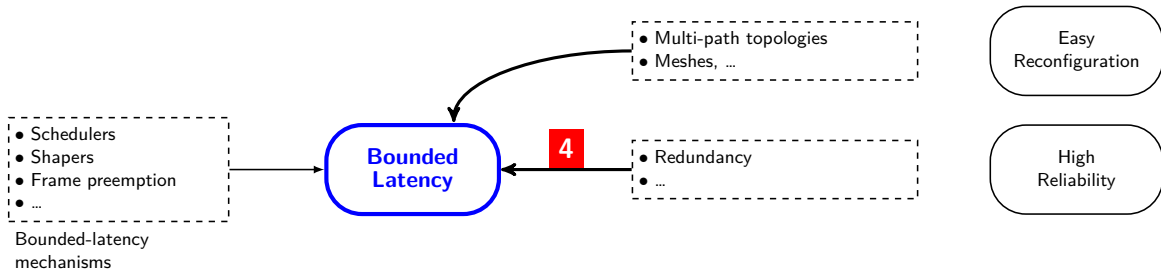 • Multi-path topologies
• Meshes, …
Easy
Reconfiguration
• Schedulers
• Shapers
• Frame preemption
• …
Bounded-latency
mechanisms
Bounded
Latency
4
• Redundancy
• …
High
Reliability